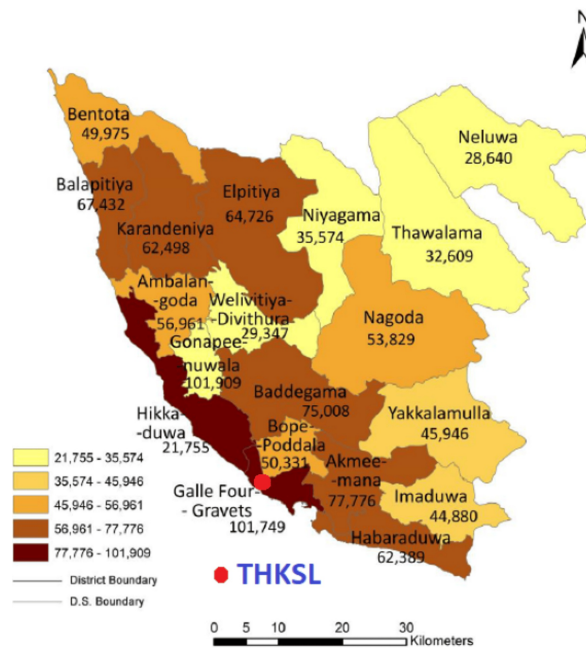 N
Bentota
49,975
Neluwa
28,640
Balapitiya
67,432
Elpitiya
64,726
Niyagama
35,574
Karandeniya
62,498
Thawalama
32,609
Ambalan-
-goda
56,961
Welivitiya-
Divithura
29,347
Nagoda
53,829
Gonapee-
-nuwala
101,909
Baddegama
75,008
Yakkalamulla
45,946
Hikka-
-duwa
21,755
Bope-
-Poddala
50,331
Akmee-
-mana
77,776
Imaduwa
44,880
Galle Four-
- Gravets
101,749
Habaraduwa
62,389
21,755 - 35,574
35,574 - 45,946
45,946 - 56,961
56,961 - 77,776
77,776 - 101,909
District Boundary
D.S. Boundary
THKSL
0 5 10 20 30
Kilometers